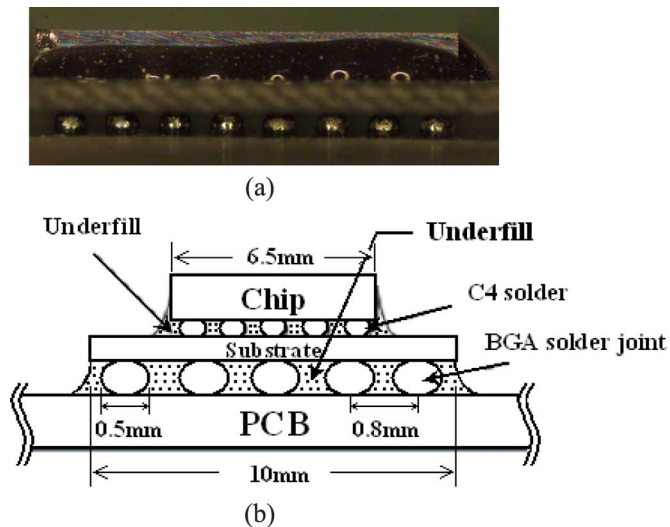 (a)
Underfill
Underfill
6.5mm
Chip
C4 solder
Substrate
BGA solder joint
0.5mm
PCB
0.8mm
10mm
(b)